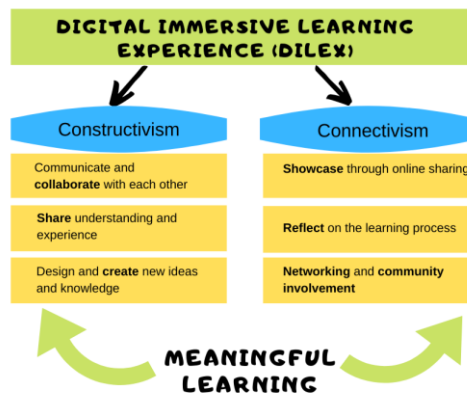 DIGITAL IMMERSIVE LEARNING
EXPERIENCE (DILEX)
Constructivism
Communicate and
collaborate with each other
Share understanding and
experience
Design and create new ideas
and knowledge
Connectivism
Showcase through online sharing
Reflect on the learning process
Networking and community
involvement
MEANINGFUL
LEARNING